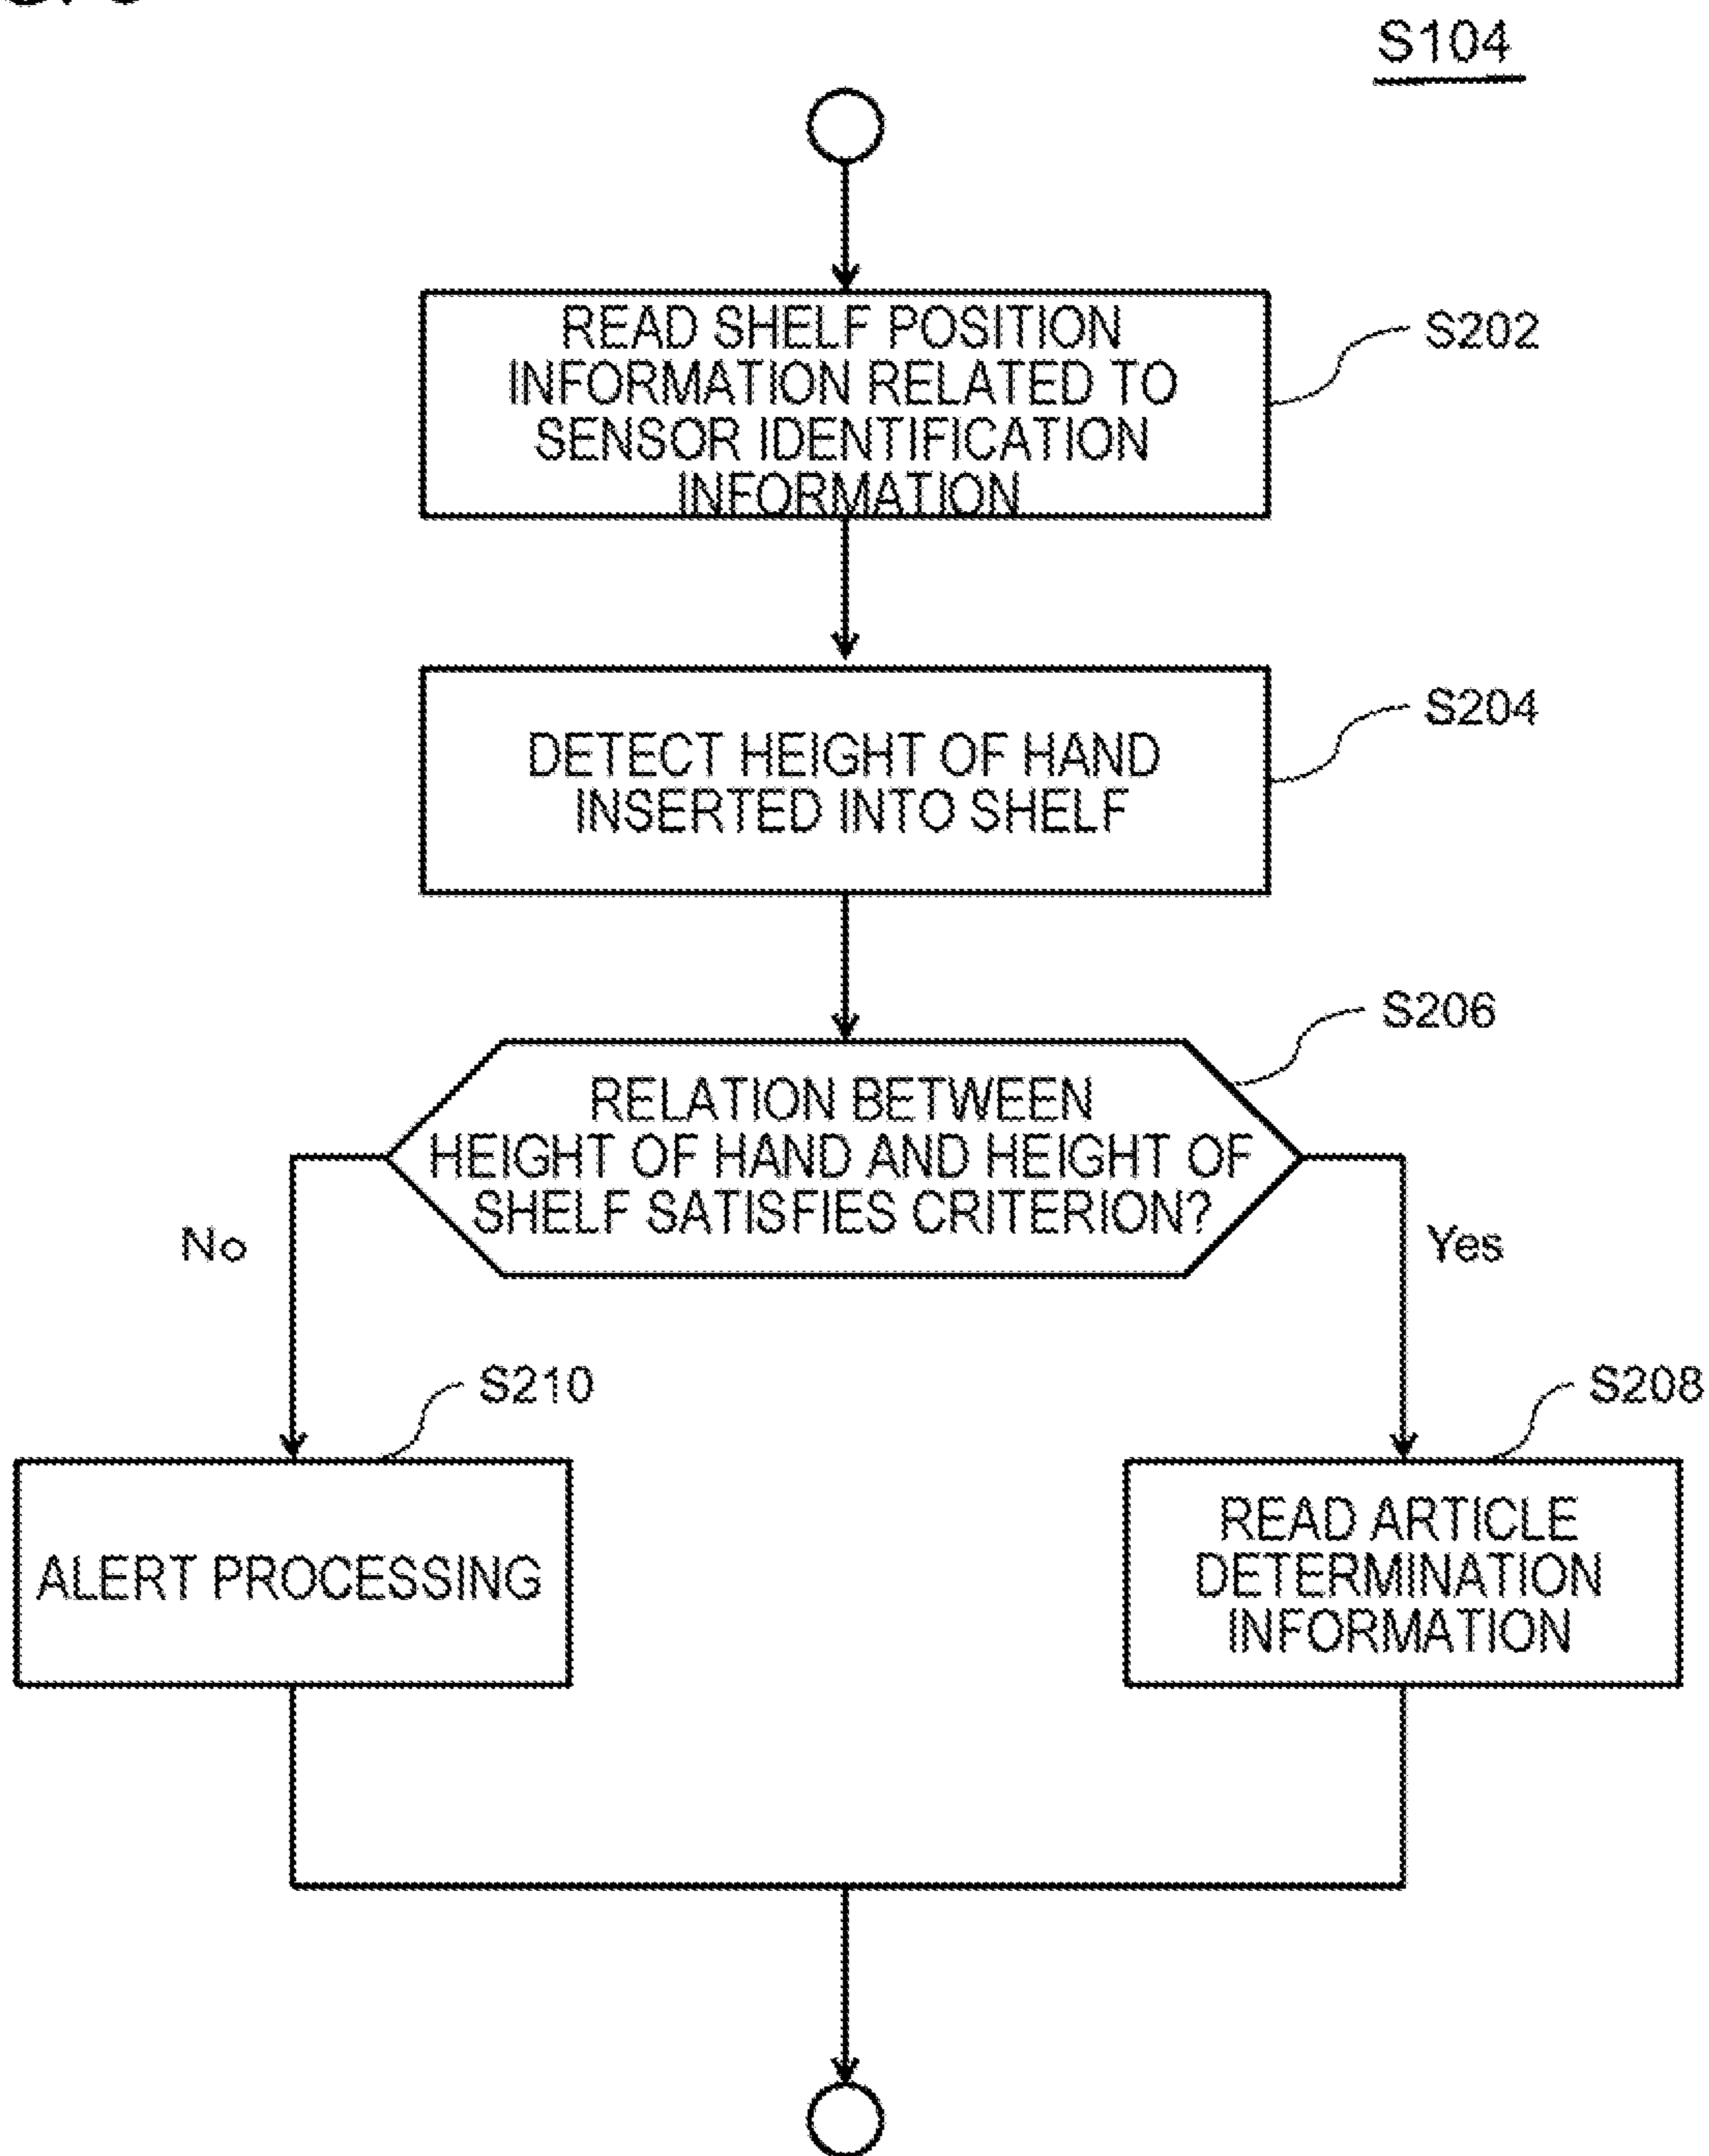 S104
READ SHELF POSITION
INFORMATION RELATED TO
SENSOR IDENTIFICATION
INFORMATION
S202
DETECT HEIGHT OF HAND
INSERTED INTO SHELF
S204
RELATION BETWEEN
HEIGHT OF HAND AND HEIGHT OF
SHELF SATISFIES CRITERION?
S206
No
Yes
S210
S208
ALERT PROCESSING
READ ARTICLE
DETERMINATION
INFORMATION